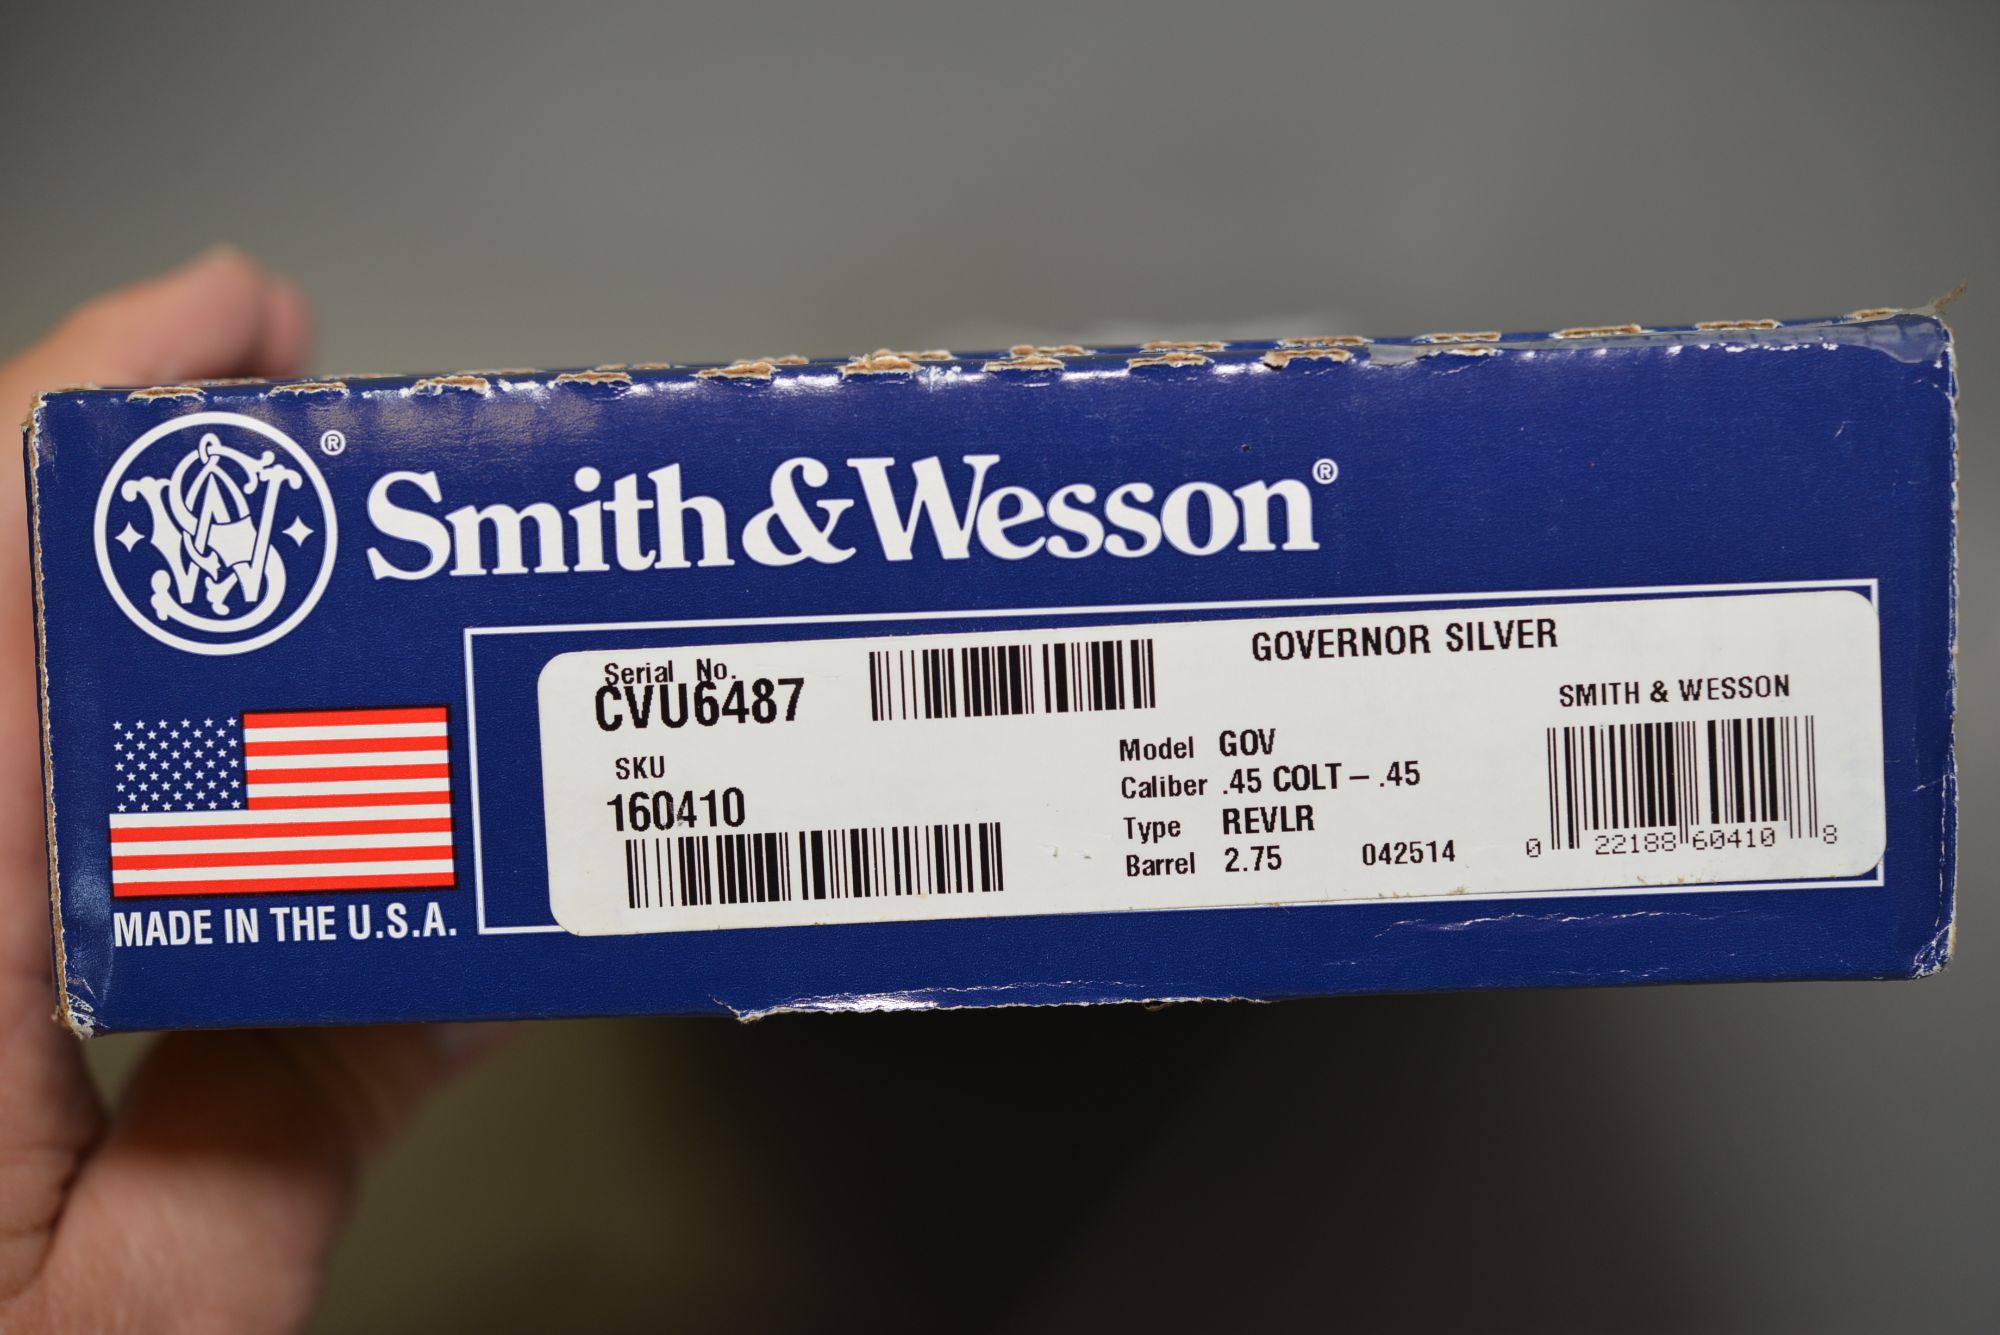 ®
Smith & Wesson®
GOVERNOR SILVER
Serial No.
CVU6487
SMITH & WESSON
SKU
160410
Model GOV
Caliber .45 COLT – .45
Type REVLR
Barrel 2.75
042514
0 22188 60410 8
MADE IN THE U.S.A.